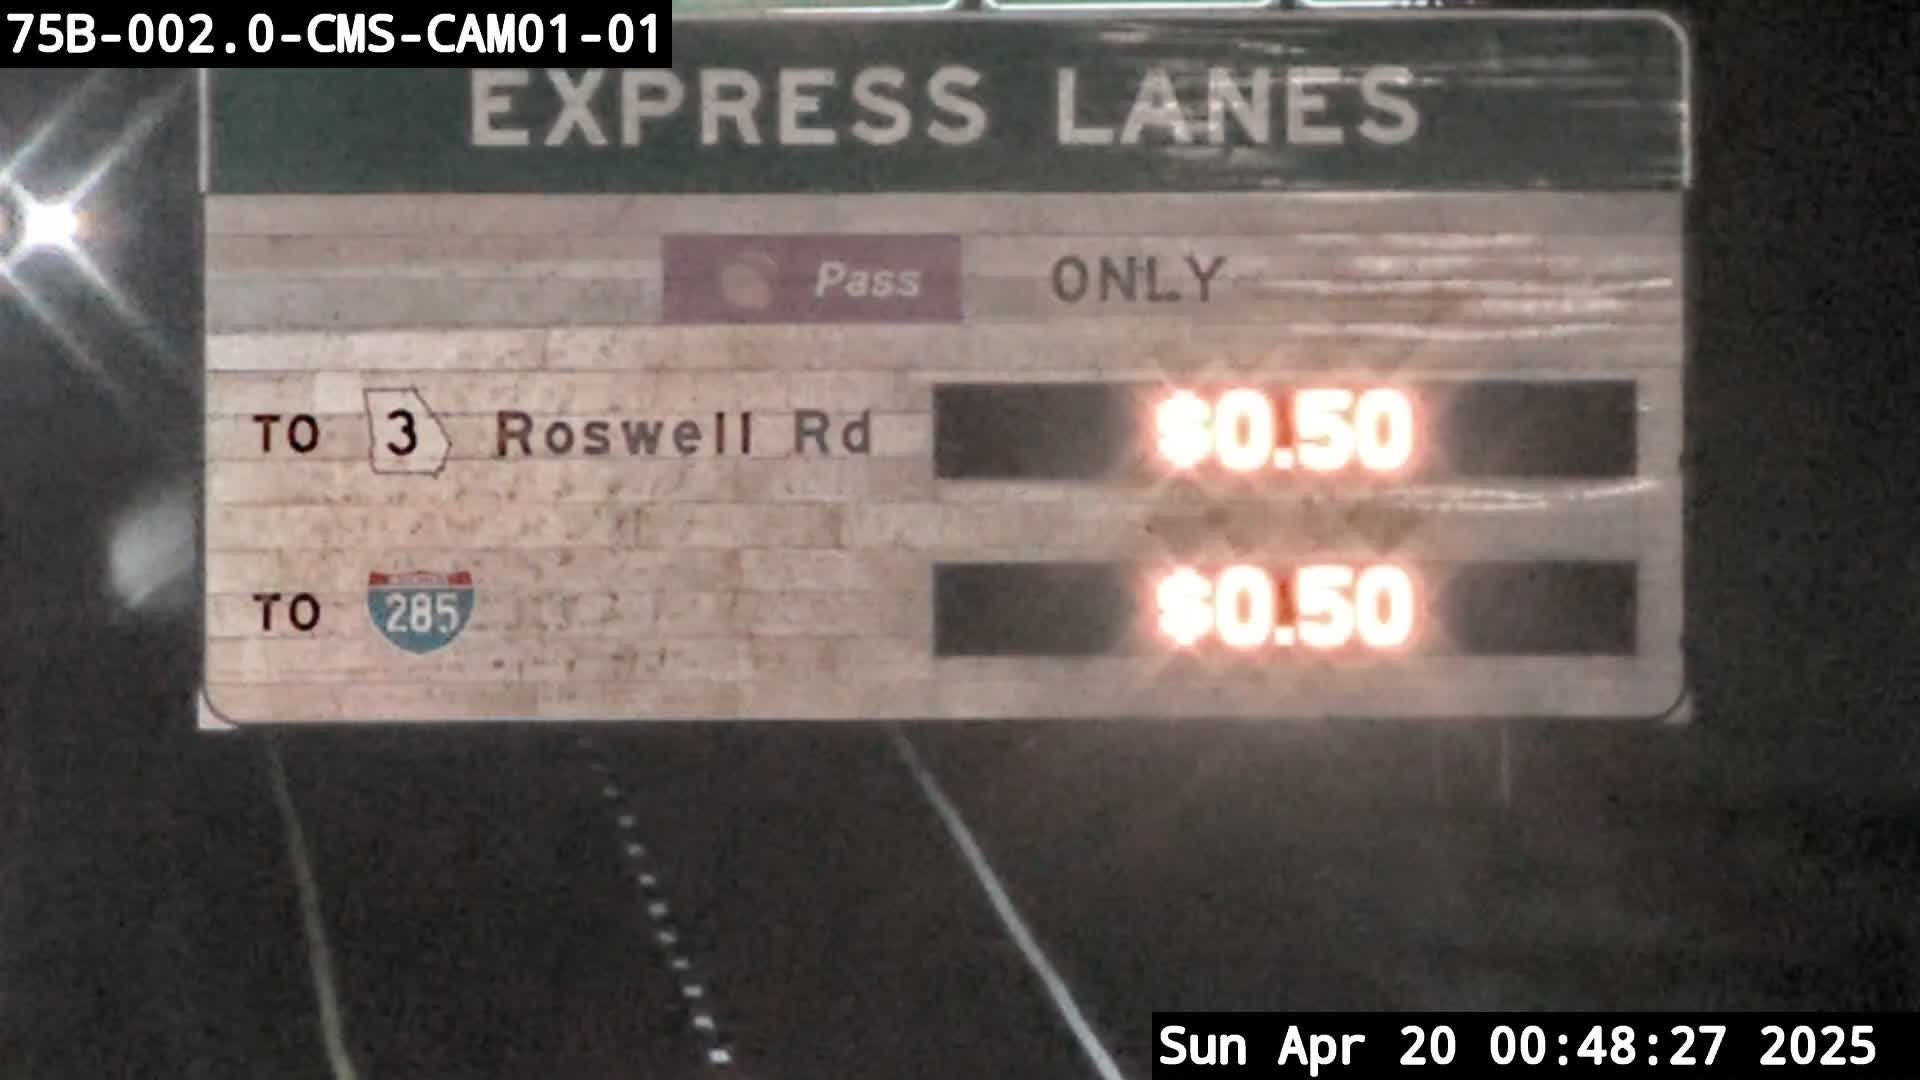 75B-002.0-CMS-CAM01-01
EXPRESS LANES
Pass ONLY
TO 3 Roswell Rd $0.50
TO 285 $0.50
Sun Apr 20 00:48:27 2025